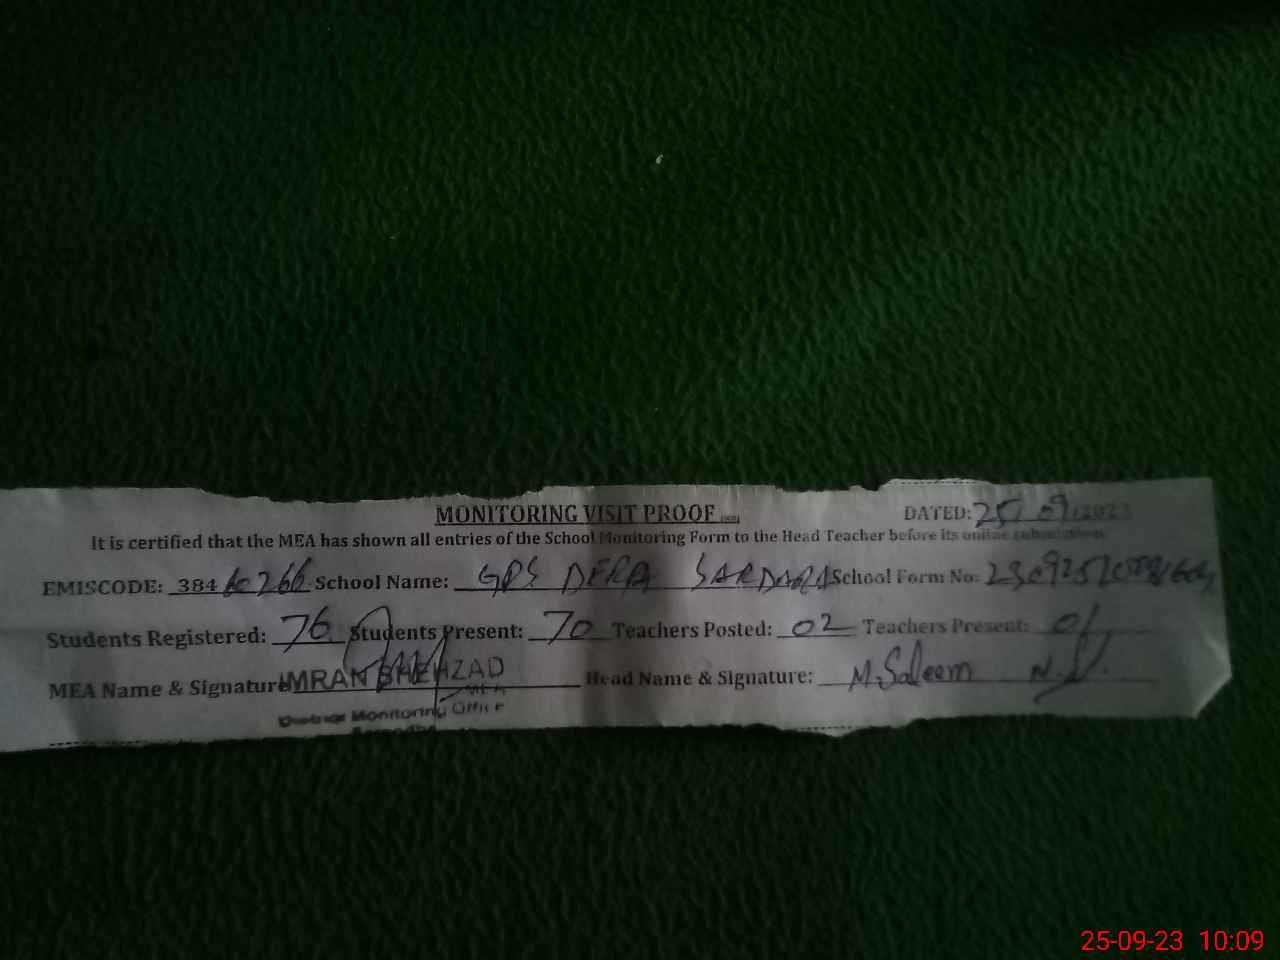 MONITORING VISIT PROOF
DATED: 25/09/2023
It is certified that the MEA has shown all entries of the School Monitoring Form to the Head Teacher before its online submission.
EMISCODE: 384 10266 School Name: GPS DERA SARDARA School Form No:
Students Registered: 76 Students Present: 70 Teachers Posted: 02 Teachers Present: 01
MEA Name & Signature IMRAN SHEHZAD Head Name & Signature: M. Saleem
MEA
District Monitoring Office
25-09-23 10:09